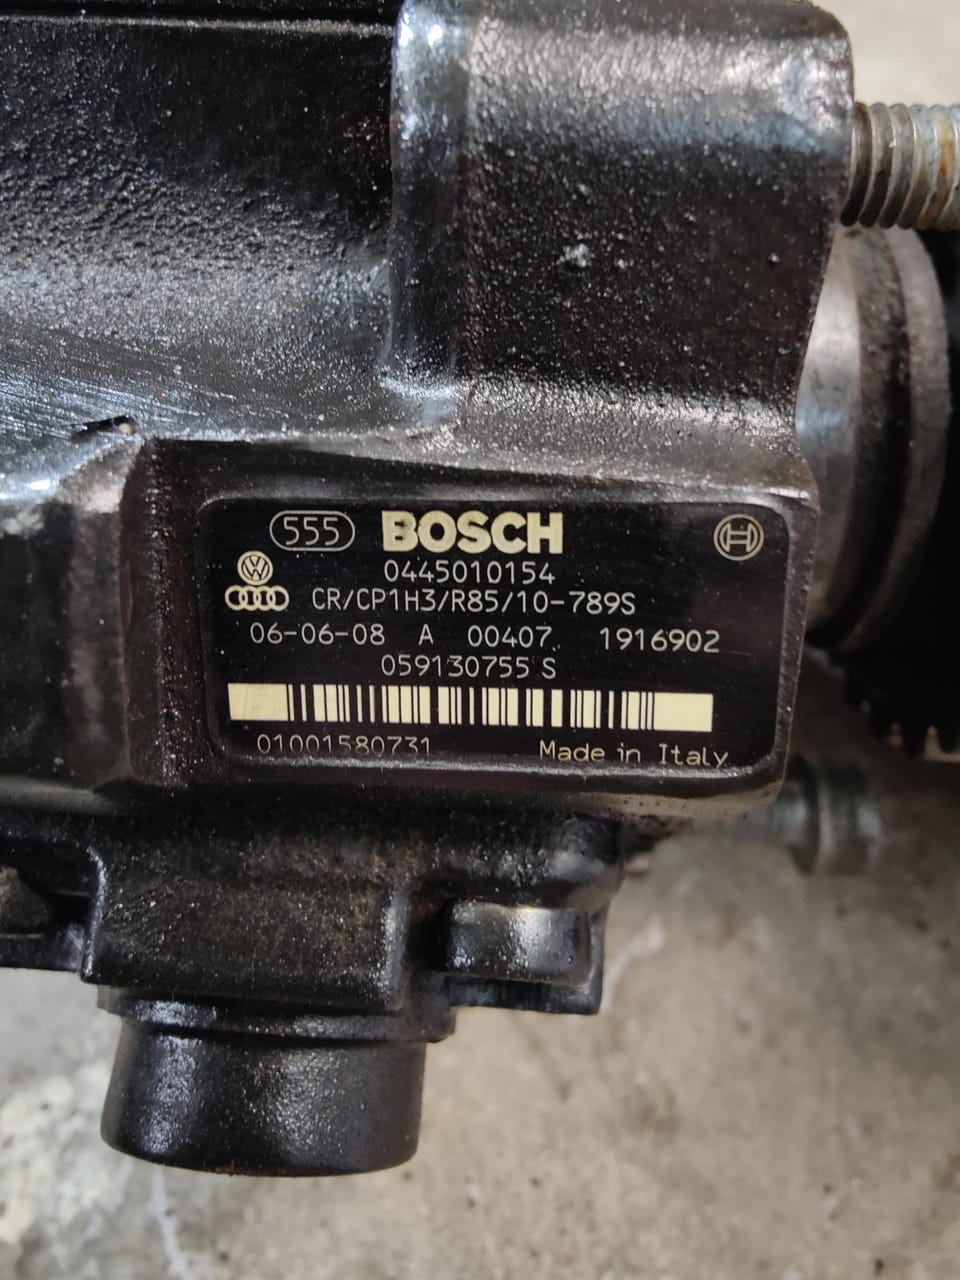 555 BOSCH
0445010154
CR/CP1H3/R85/10-789S
06-06-08 A 00407 1916902
059130755 S
01001580731 Made in Italy